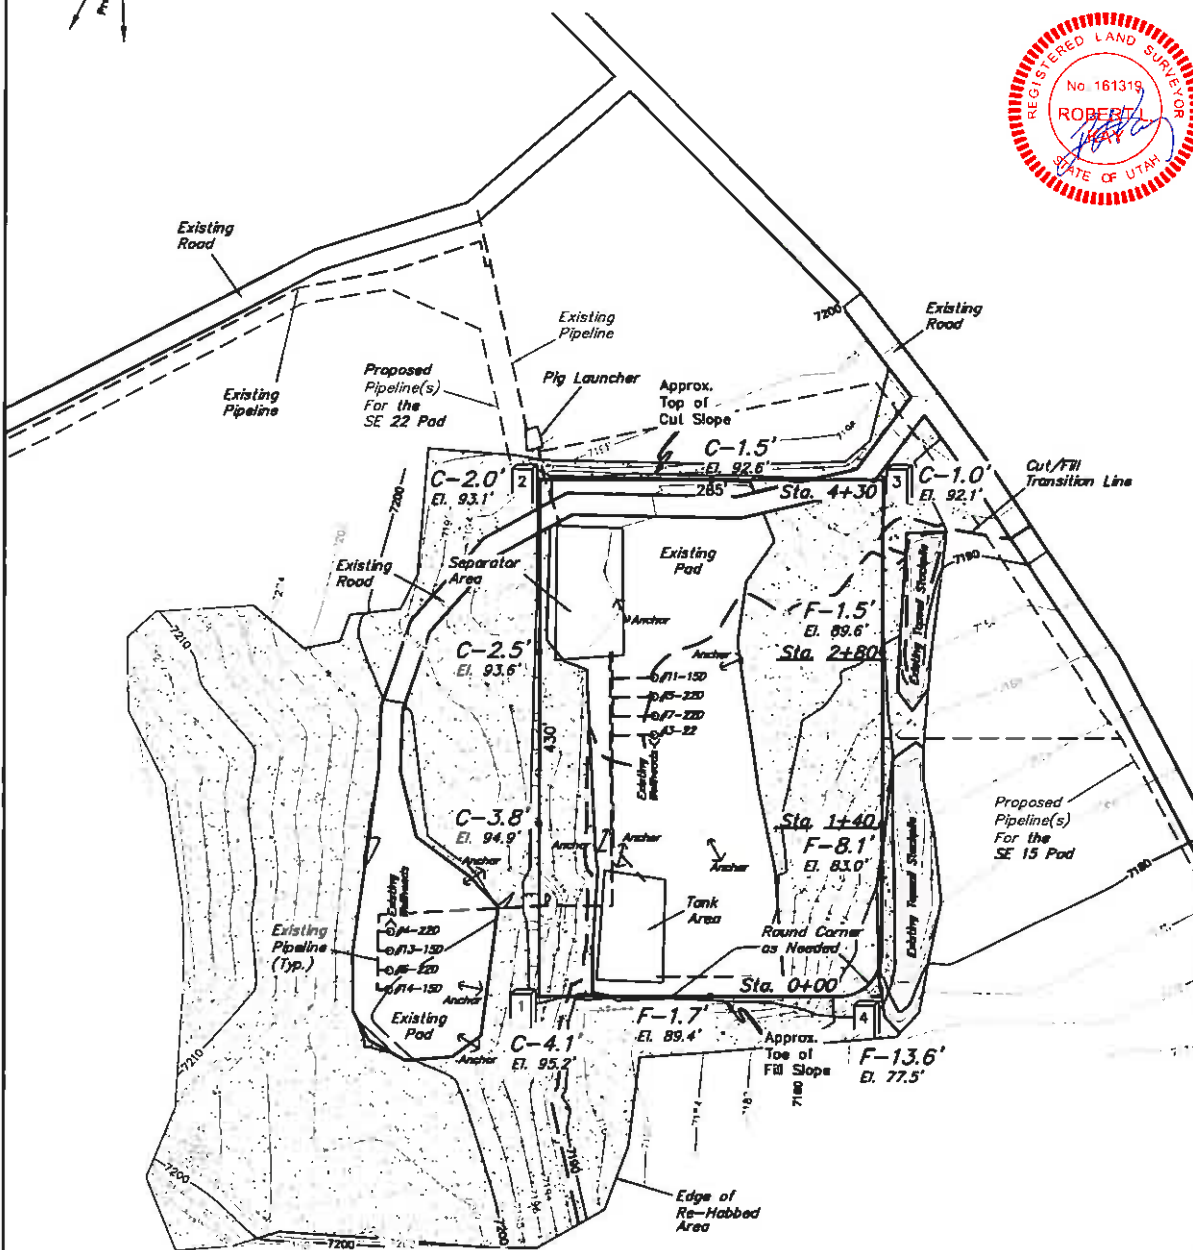 REGISTERED LAND SURVEYOR
No. 161319
ROBERT L.
STATE OF UTAH
Existing
Road
7200
Existing
Road
Existing
Pipeline
Proposed
Pipeline(s)
For the
SE 22 Pad
Pig Launcher
Existing
Pipeline
Approx.
Top of
Cut Slope
C-1.5'
El. 92.6'
C-2.0'
El. 93.1'
2
285'
Sta. 4+30
3
C-1.0'
El. 92.1'
Cut/Fill
Transition Line
7200
Existing
Road
Separator
Area
Existing
Pad
7190
Existing Topsoil Stockpile
Anchor
F-1.5'
El. 89.6'
Sta. 2+80
7210
C-2.5'
El. 93.6'
Anchor
#11-15D
#5-22D
#7-22D
#3-22
430'
Existing
Wellheads
C-3.8'
El. 94.9'
Sta. 1+40
F-8.1'
El. 83.0'
Proposed
Pipeline(s)
For the
SE 15 Pad
7180
Anchor
Anchor
Anchor
Anchor
Existing Topsoil Stockpile
Existing
Wellheads
#4-22D
#13-15D
#6-22D
#14-15D
Existing
Pipeline
(Typ.)
Tank
Area
Round Corner
as Needed
Sta. 0+00
Anchor
1
Existing
Pad
Anchor
C-4.1'
El. 95.2'
F-1.7'
El. 89.4'
4
Approx.
Toe of
Fill Slope
F-13.6'
El. 77.5'
7210
7180
7190
7200
7200
7200
Edge of
Re-Habbed
Area